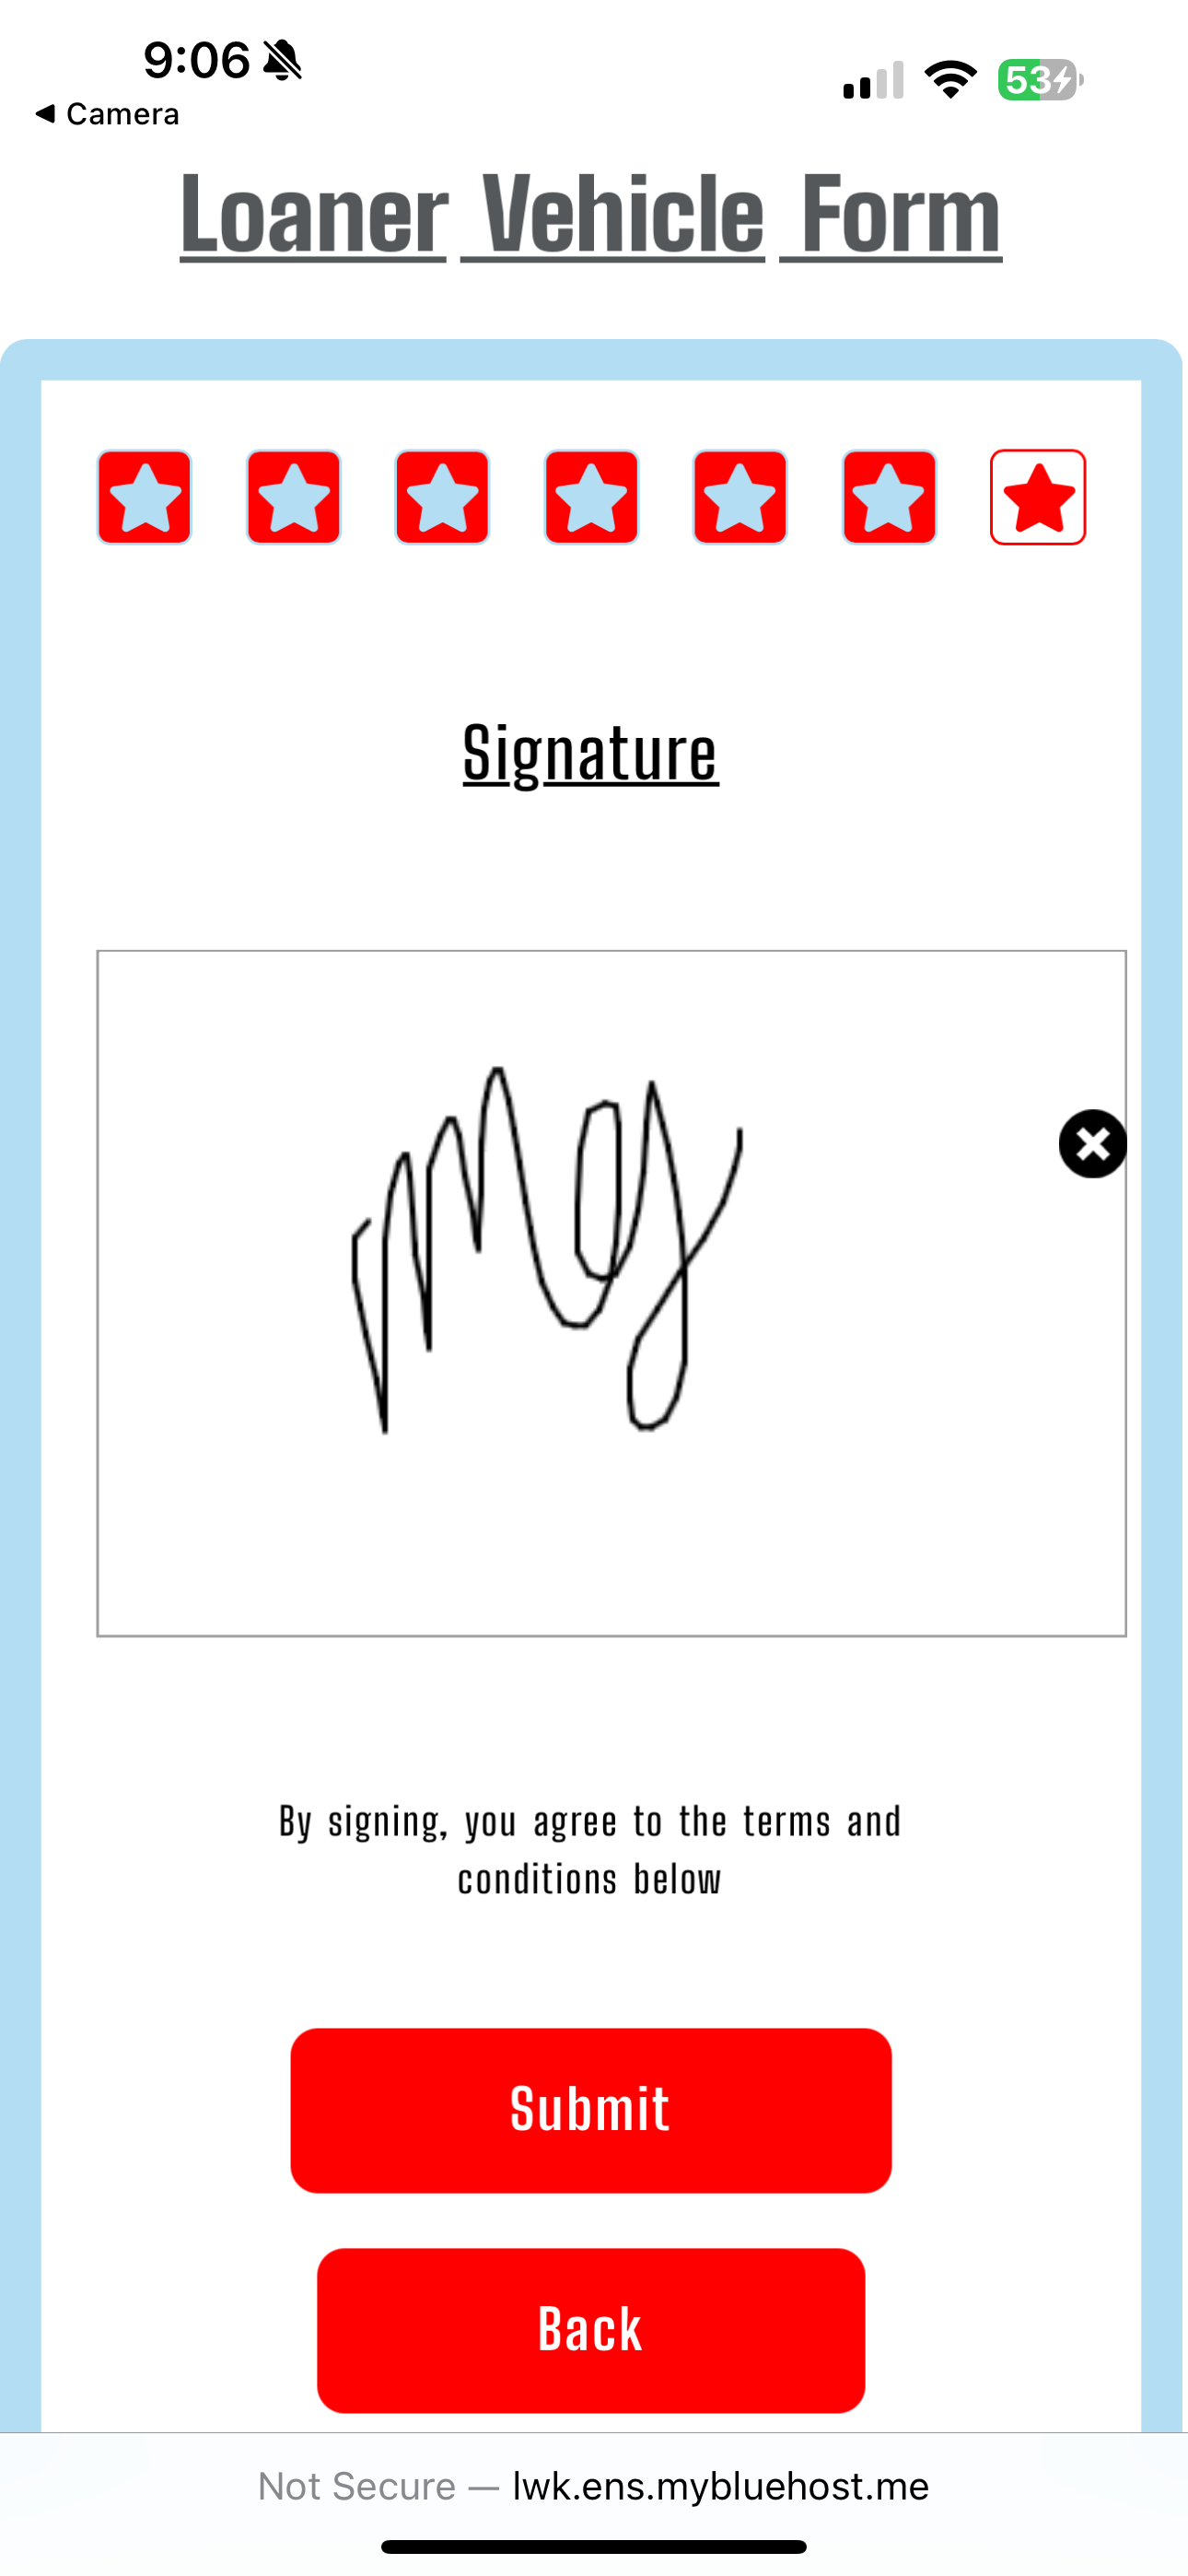 9:06
Camera
53
Loaner Vehicle Form
Signature
By signing, you agree to the terms and
conditions below
Submit
Back
Not Secure — lwk.ens.mybluehost.me